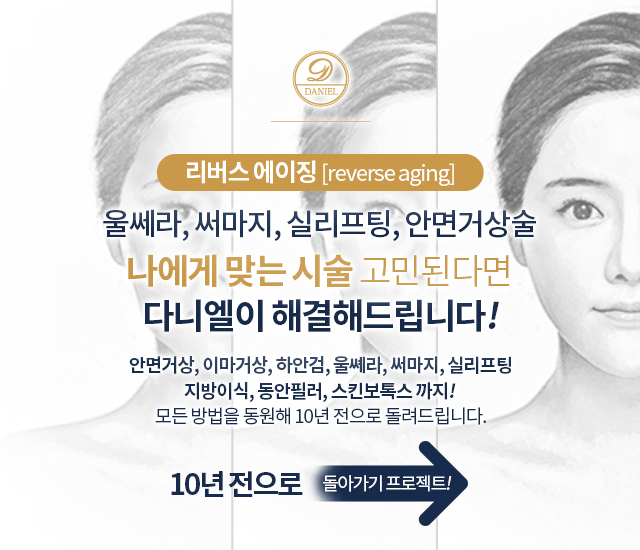 DANIEL
리버스 에이징 [reverse aging]
울쎄라, 써마지, 실리프팅, 안면거상술
나에게 맞는 시술 고민된다면
다니엘이 해결해드립니다!
안면거상, 이마거상, 하안검, 울쎼라, 써마지, 실리프팅
지방이식, 동안필러, 스킨보톡스 까지!
모든 방법을 동원해 10년 전으로 돌려드립니다.
10년 전으로 돌아가기 프로젝트!